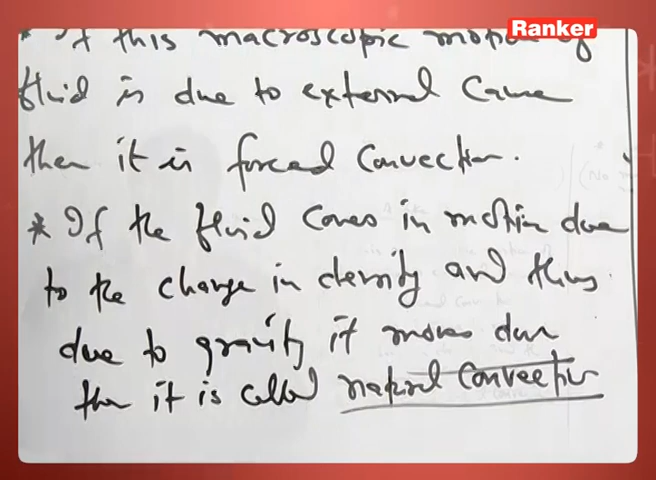 Ranker
* If this macroscopic motion of
fluid is due to external cause
then it is forced convection.
* If the fluid comes in motion due
to the change in density and thus
due to gravity it moves
then it is called natural convection